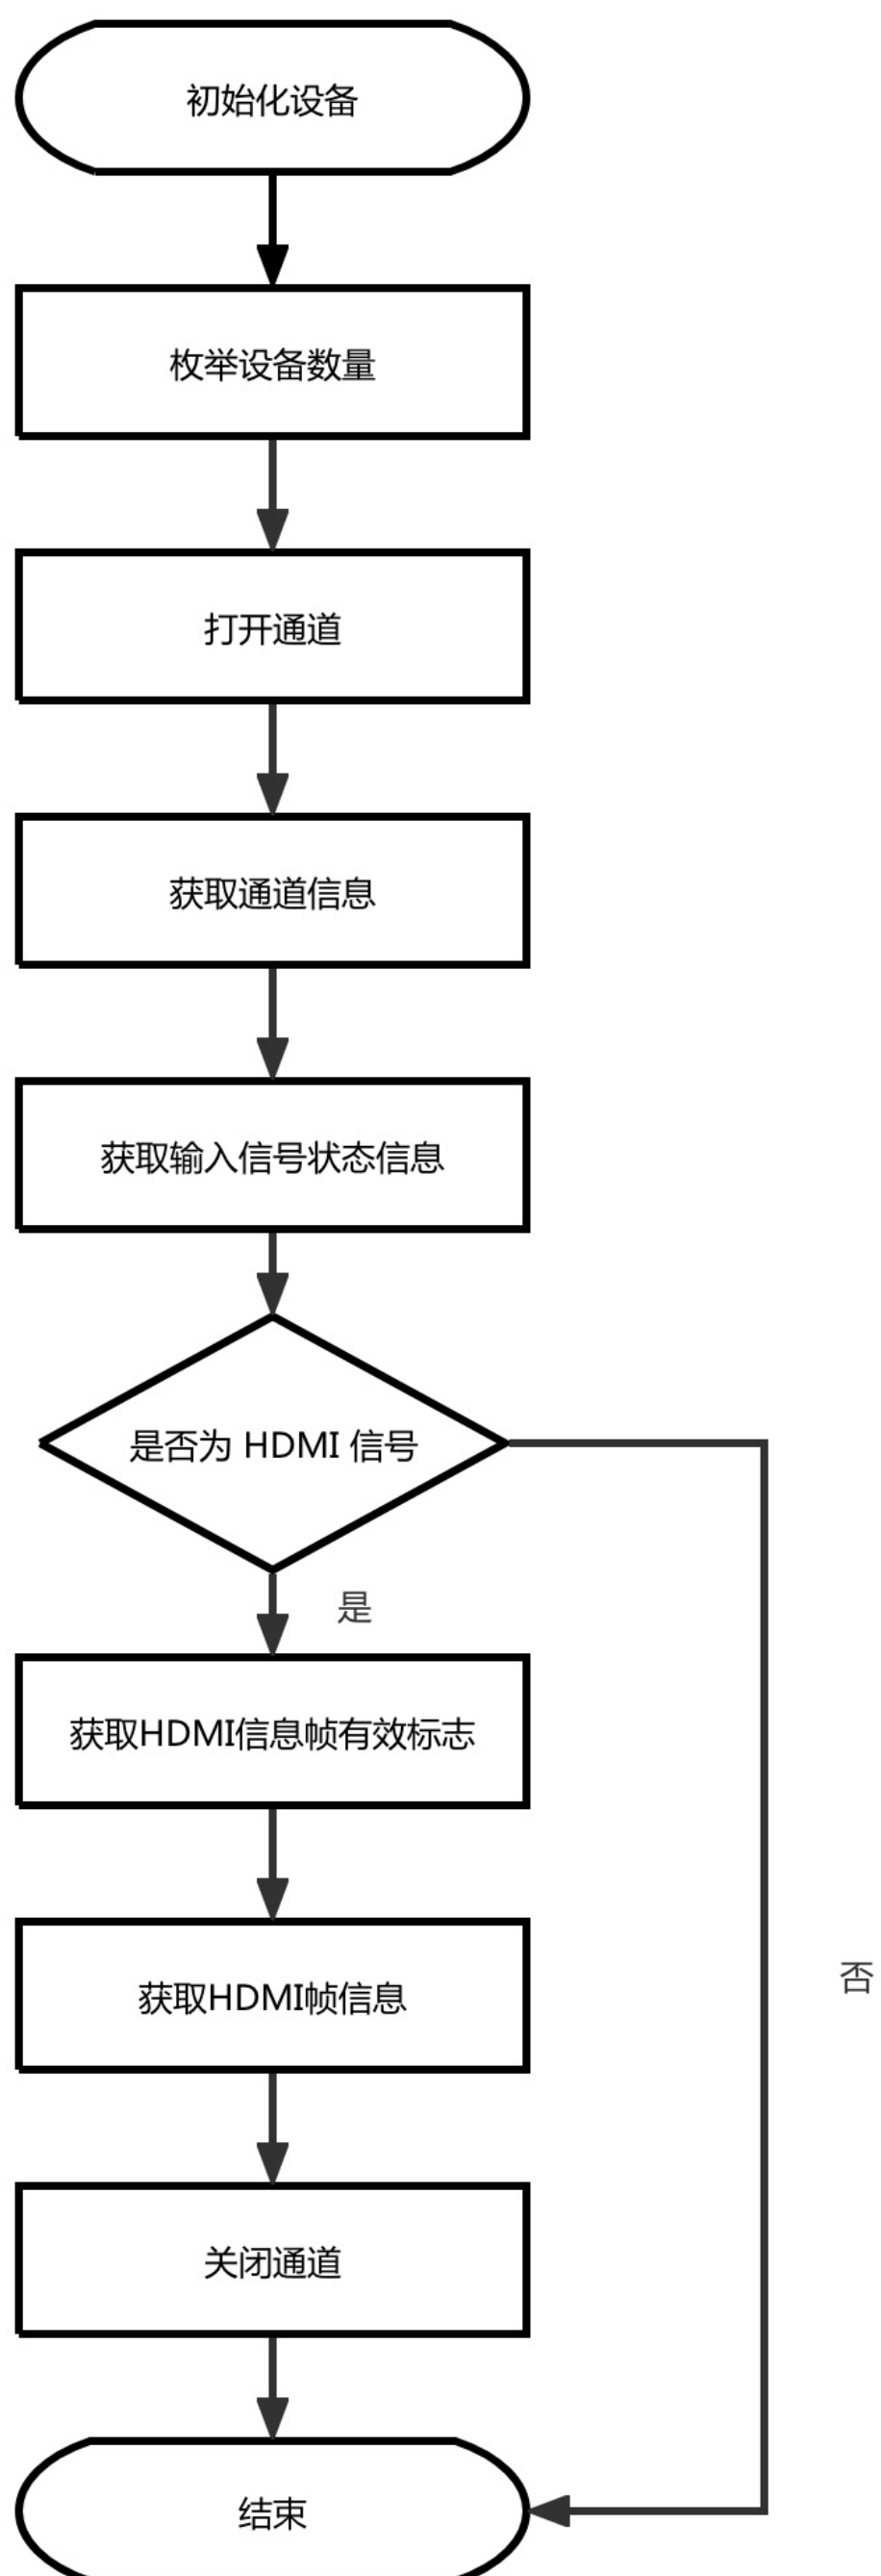 初始化设备
枚举设备数量
打开通道
获取通道信息
获取输入信号状态信息
是否为 HDMI 信号
是
获取HDMI信息帧有效标志
否
获取HDMI帧信息
关闭通道
结束